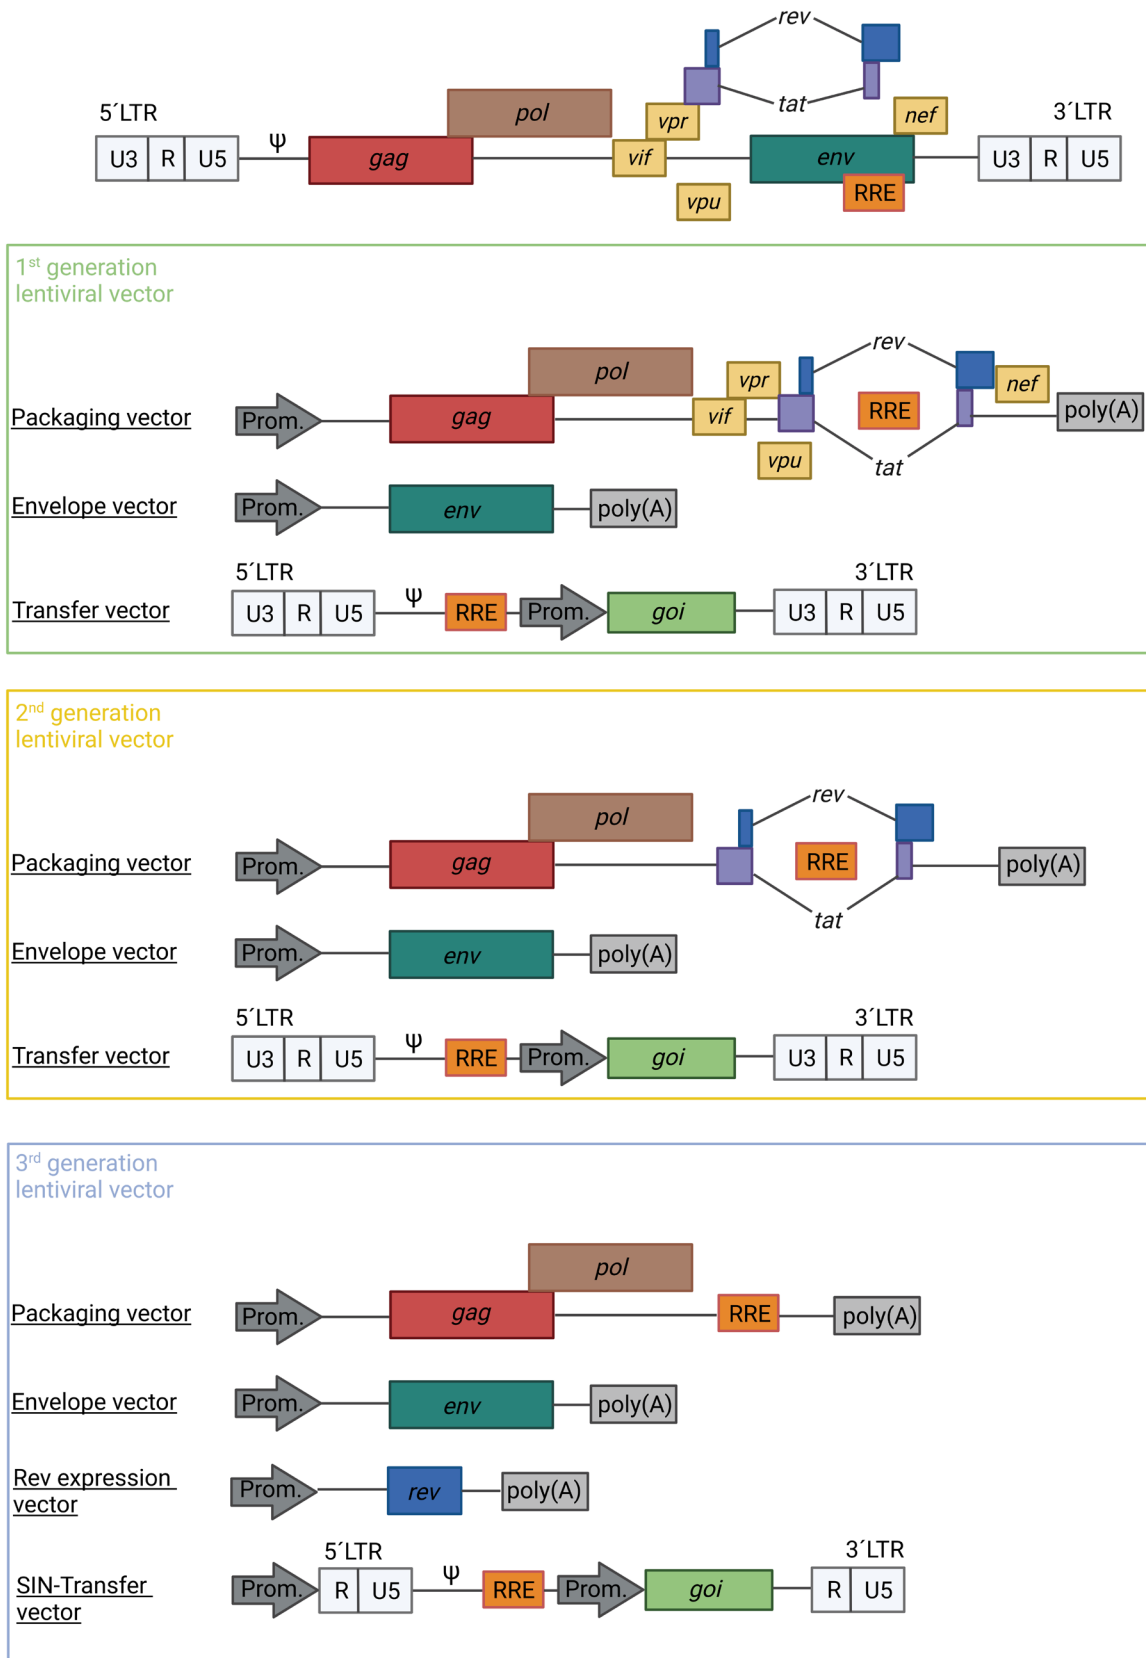 rev
5´LTR
pol
tat
nef
3´LTR
vpr
U3 R U5
ψ
gag
vif
env
U3 R U5
vpu
RRE
1st generation
lentiviral vector
rev
pol
vpr
nef
Packaging vector
Prom.
gag
vif
RRE
poly(A)
vpu
tat
Envelope vector
Prom.
env
poly(A)
5´LTR
3´LTR
Transfer vector
U3 R U5
ψ
RRE
Prom.
goi
U3 R U5
2nd generation
lentiviral vector
rev
pol
Packaging vector
Prom.
gag
RRE
poly(A)
tat
Envelope vector
Prom.
env
poly(A)
5´LTR
3´LTR
Transfer vector
U3 R U5
ψ
RRE
Prom.
goi
U3 R U5
3rd generation
lentiviral vector
pol
Packaging vector
Prom.
gag
RRE
poly(A)
Envelope vector
Prom.
env
poly(A)
Rev expression
vector
Prom.
rev
poly(A)
5´LTR
3´LTR
SIN-Transfer
vector
Prom.
R U5
ψ
RRE
Prom.
goi
R U5